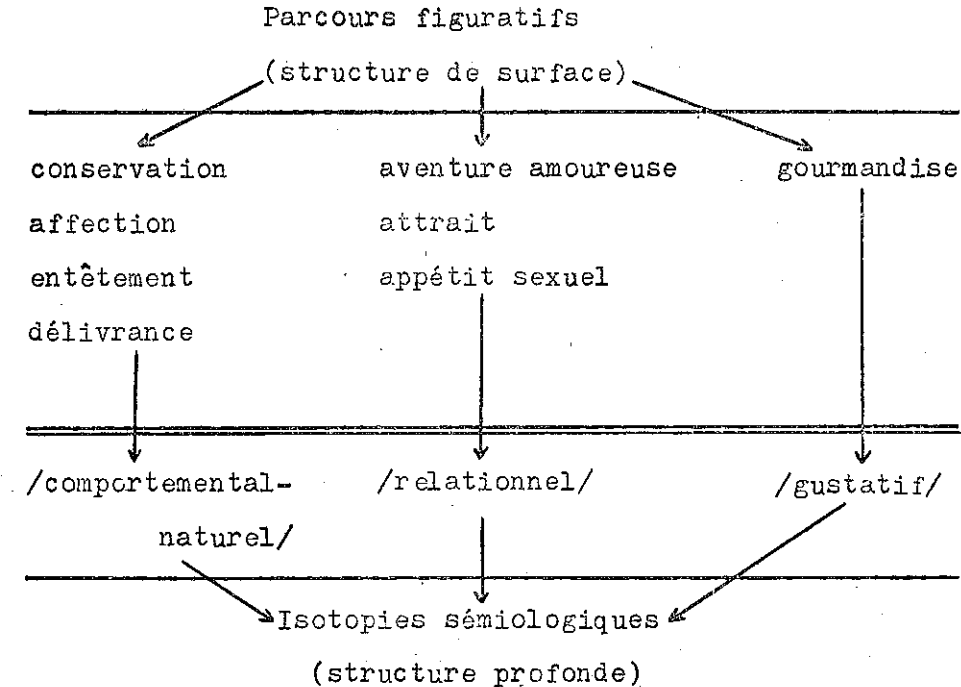 Parcours figuratifs
(structure de surface)
conservation aventure amoureuse gourmandise
affection attrait
entêtement appétit sexuel
délivrance
/comportemental- /relationnel/ /gustatif/
naturel/
Isotopies sémiologiques
(structure profonde)